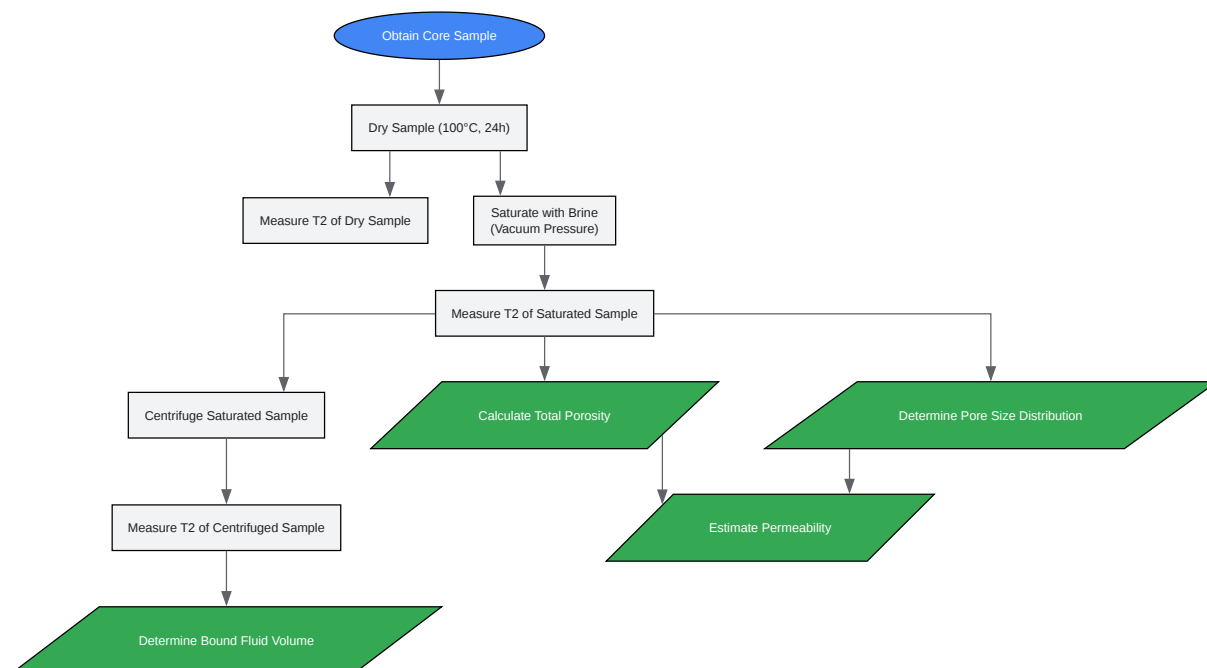 Obtain Core Sample
Dry Sample (100°C, 24h)
Measure T2 of Dry Sample
Saturate with Brine
(Vacuum Pressure)
Measure T2 of Saturated Sample
Centrifuge Saturated Sample
Calculate Total Porosity
Determine Pore Size Distribution
Measure T2 of Centrifuged Sample
Estimate Permeability
Determine Bound Fluid Volume